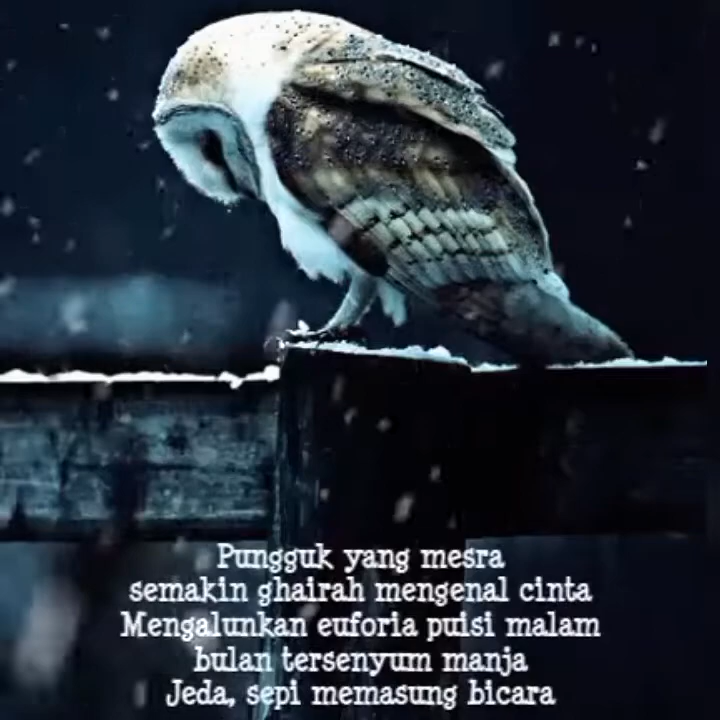 Pungguk yang mesra
semakin ghairah mengenal cinta
Mengalunkan euforia puisi malam
bulan tersenyum manja
Jeda, sepi memasung bicara